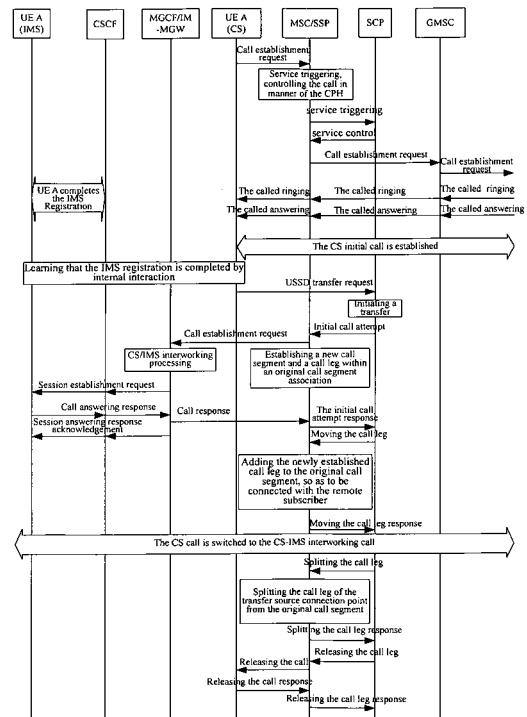 UE A
(IMS)
CSCF
MGCF/IM
-MGW
UE A
(CS)
MSC/SSP
SCP
GMSC
Call establishment
request
Service triggering,
controlling the call in
manner of the CPH
service triggering
service control
Call establishment request
Call establishment
request
UE A completes
the IMS
Registration
The called ringing
The called ringing
The called ringing
The called answering
The called answering
The called answering
The CS initial call is established
Learning that the IMS registration is completed by
internal interaction
USSD transfer request
Initiating a
transfer
Initial call attempt
Call establishment request
CS/IMS interworking
processing
Establishing a new call
segment and a call leg within
an original call segment
association
Session establishment request
Call answering response
Call response
The initial call
attempt response
Session answering response
acknowledgement
Moving the call leg
Adding the newly established
call leg to the original call
segment, so as to be
connected with the remote
subscriber
Moving the call leg response
The CS call is switched to the CS-IMS interworking call
Splitting the call leg
Splitting the call leg of the
transfer source connection point
from the original call segment
Splitting the call leg response
Releasing the call leg
Releasing the call
Releasing the call response
Releasing the call leg response